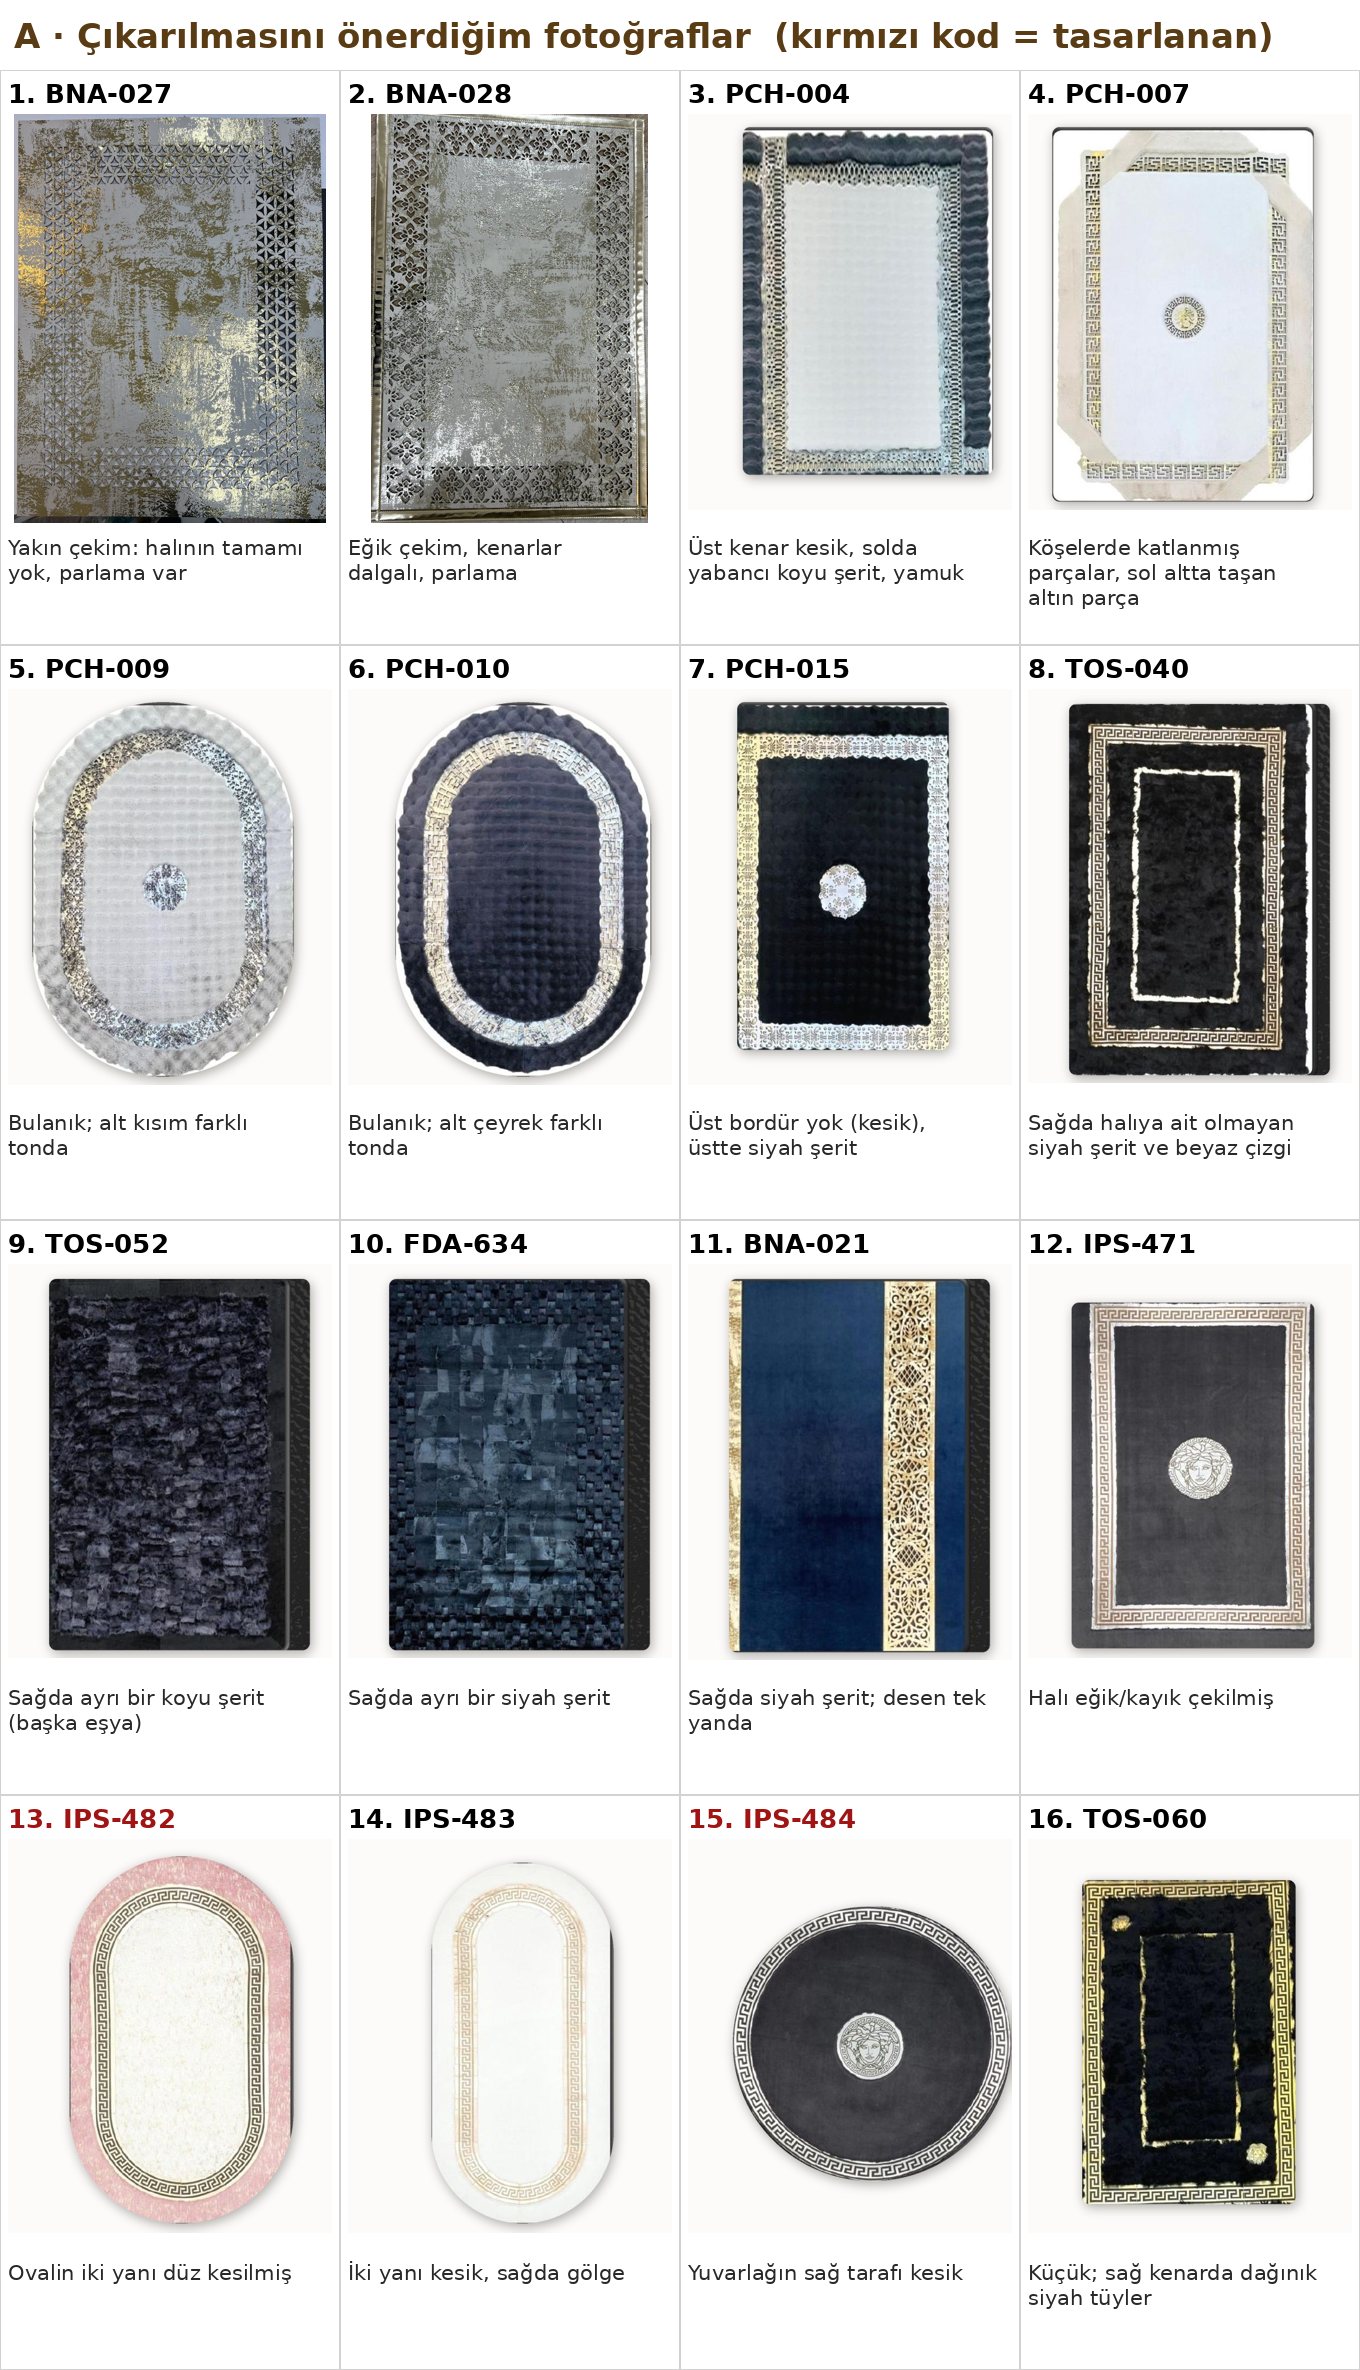 A · Çıkarılmasını önerdiğim fotoğraflar (kırmızı kod = tasarlanan)
1. BNA-027
2. BNA-028
3. PCH-004
4. PCH-007
Yakın çekim: halının tamamı
yok, parlama var
Eğik çekim, kenarlar
dalgalı, parlama
Üst kenar kesik, solda
yabancı koyu şerit, yamuk
Köşelerde katlanmış
parçalar, sol altta taşan
altın parça
5. PCH-009
6. PCH-010
7. PCH-015
8. TOS-040
Bulanık; alt kısım farklı
tonda
Bulanık; alt çeyrek farklı
tonda
Üst bordür yok (kesik),
üstte siyah şerit
Sağda halıya ait olmayan
siyah şerit ve beyaz çizgi
9. TOS-052
10. FDA-634
11. BNA-021
12. IPS-471
Sağda ayrı bir koyu şerit
(başka eşya)
Sağda ayrı bir siyah şerit
Sağda siyah şerit; desen tek
yanda
Halı eğik/kayık çekilmiş
13. IPS-482
14. IPS-483
15. IPS-484
16. TOS-060
Ovalin iki yanı düz kesilmiş
İki yanı kesik, sağda gölge
Yuvarlağın sağ tarafı kesik
Küçük; sağ kenarda dağınık
siyah tüyler